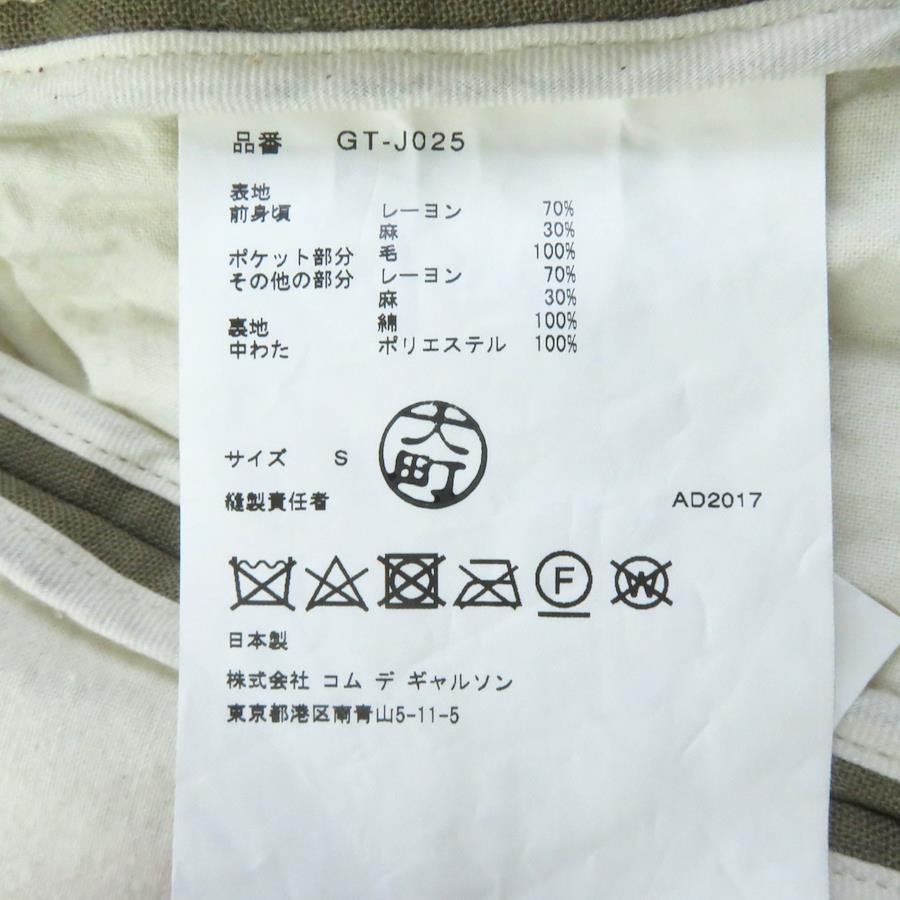 品番 GT-J025
表地
前身頃 レーヨン 70%
麻 30%
ポケット部分 毛 100%
その他の部分 レーヨン 70%
麻 30%
裏地 綿 100%
中わた ポリエステル 100%
サイズ S
大町
縫製責任者 AD2017
F W
日本製
株式会社 コム デ ギャルソン
東京都港区南青山5-11-5